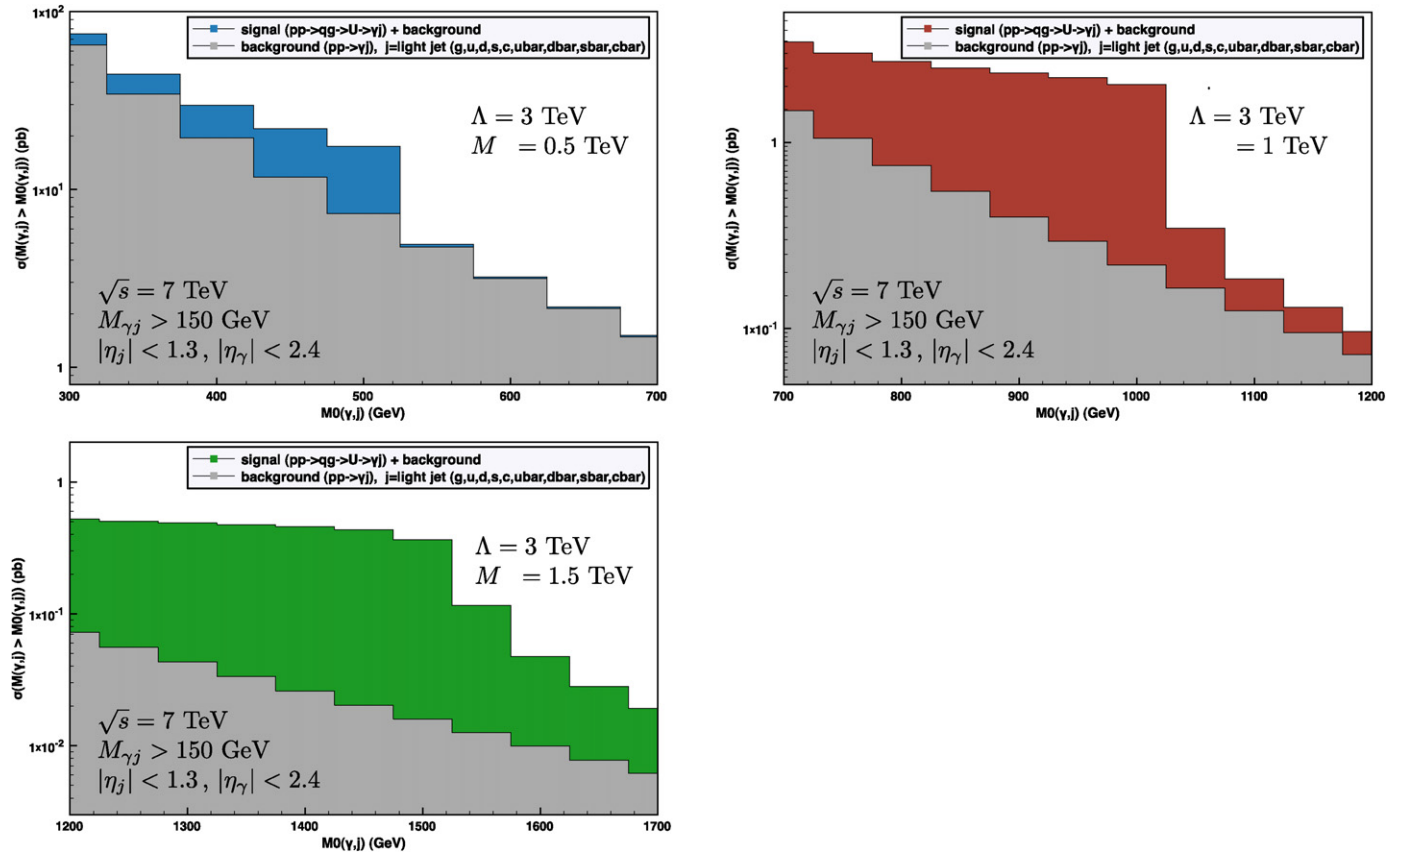 signal (pp->qg->U->γj) + background
background (pp->γj), j=light jet (g,u,d,s,c,ubar,dbar,sbar,cbar)
Λ = 3 TeV
M = 0.5 TeV
√s = 7 TeV
Mγj > 150 GeV
|ηj| < 1.3 , |ηγ| < 2.4
σ(M(γ,j) > M0(γ,j)) (pb)
1×10²
1×10¹
1
300 400 500 600 700
M0(γ,j) (GeV)
signal (pp->qg->U->γj) + background
background (pp->γj), j=light jet (g,u,d,s,c,ubar,dbar,sbar,cbar)
Λ = 3 TeV
= 1 TeV
√s = 7 TeV
Mγj > 150 GeV
|ηj| < 1.3 , |ηγ| < 2.4
σ(M(γ,j) > M0(γ,j)) (pb)
1
1×10⁻¹
700 800 900 1000 1100 1200
M0(γ,j) (GeV)
signal (pp->qg->U->γj) + background
background (pp->γj), j=light jet (g,u,d,s,c,ubar,dbar,sbar,cbar)
Λ = 3 TeV
M = 1.5 TeV
√s = 7 TeV
Mγj > 150 GeV
|ηj| < 1.3 , |ηγ| < 2.4
σ(M(γ,j) > M0(γ,j)) (pb)
1
1×10⁻¹
1×10⁻²
1200 1300 1400 1500 1600 1700
M0(γ,j) (GeV)